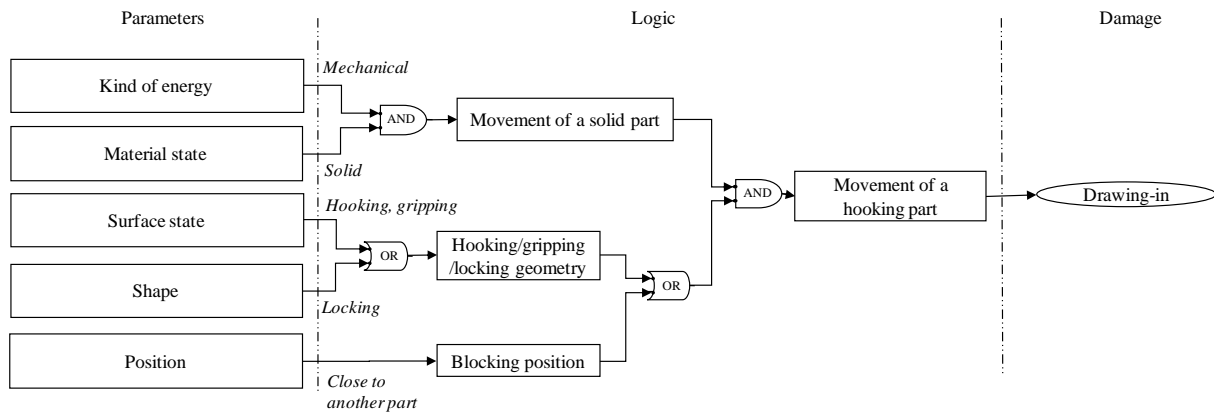 Parameters
Logic
Damage
Kind of energy
Mechanical
AND
Movement of a solid part
Material state
Solid
AND
Movement of a
hooking part
Drawing-in
Surface state
Hooking, gripping
OR
Hooking/gripping
/locking geometry
OR
Shape
Locking
Position
Blocking position
Close to
another part